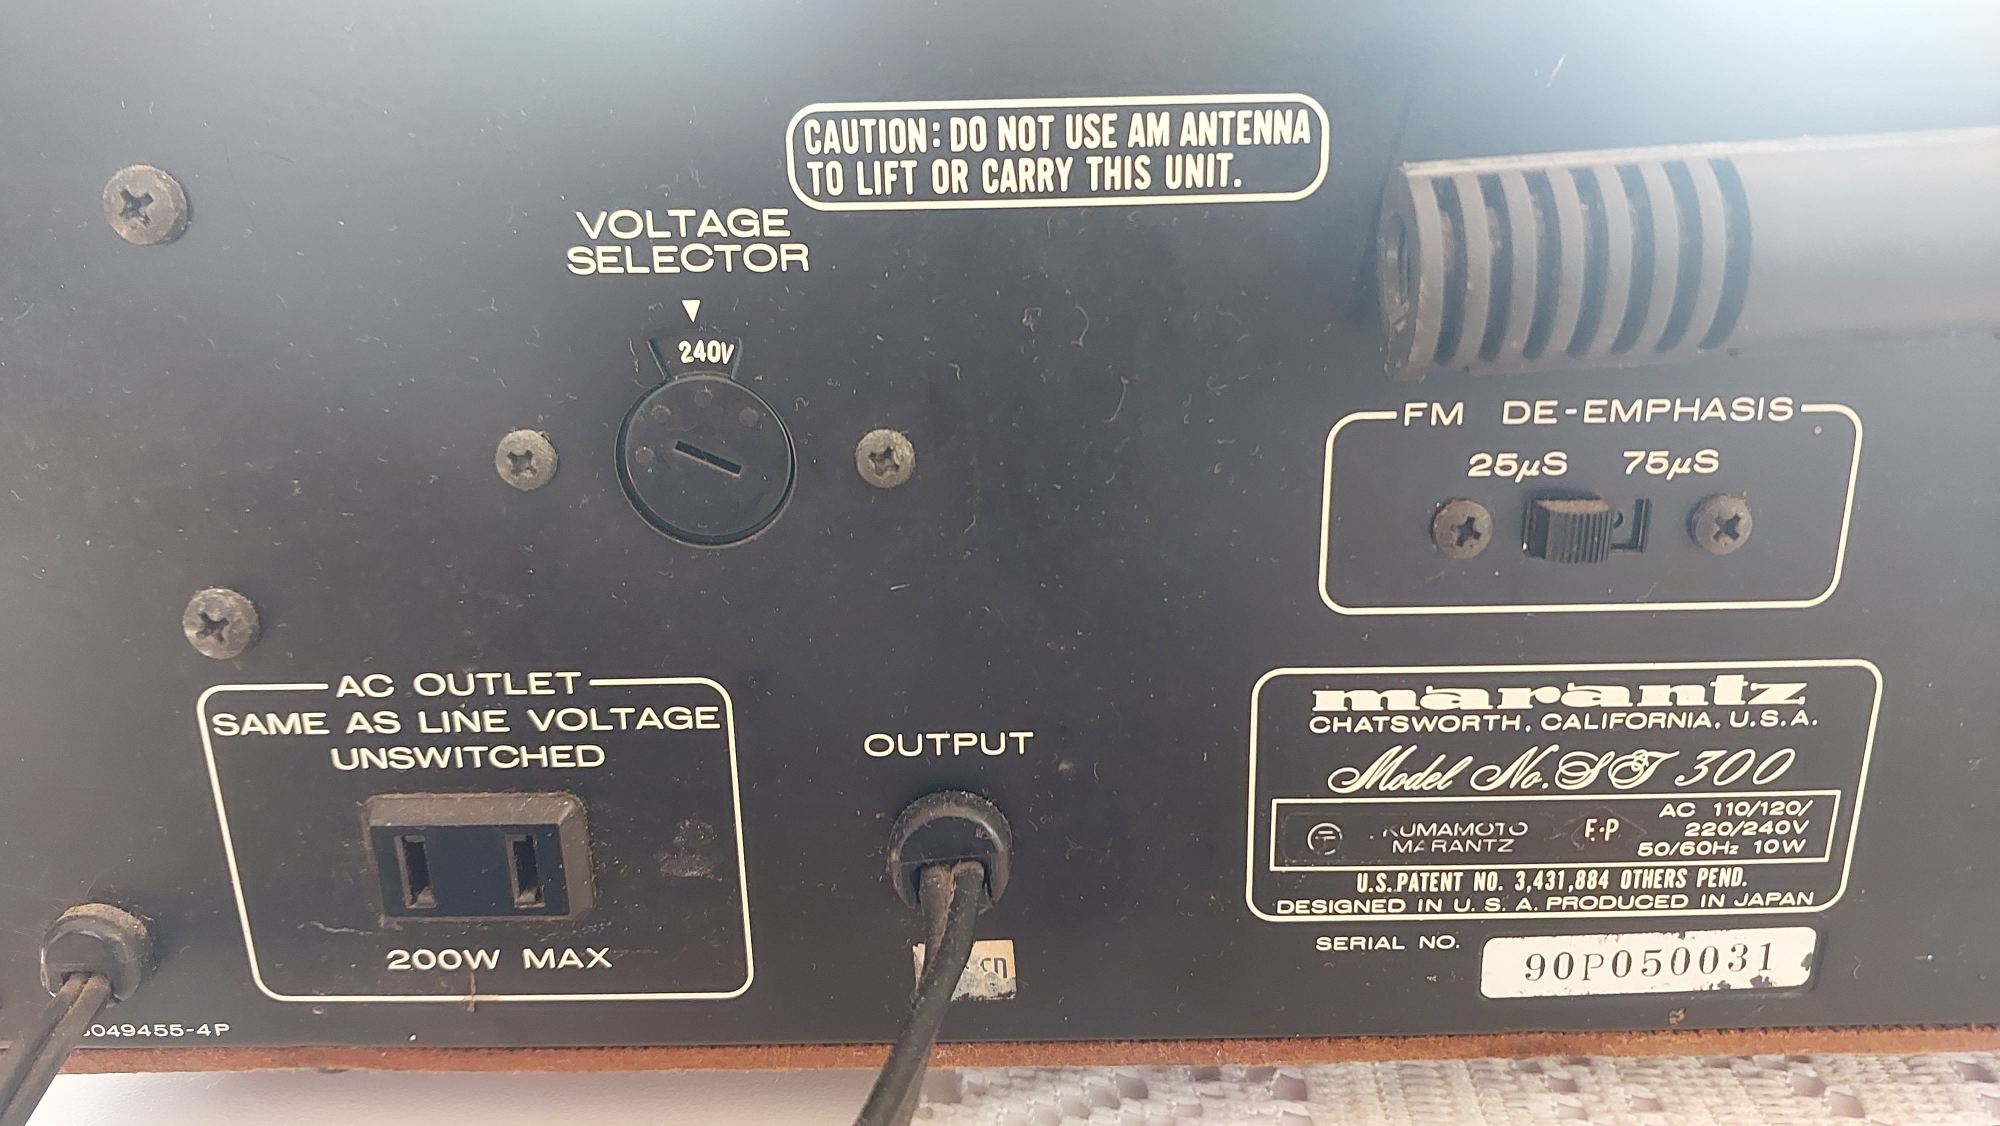 CAUTION: DO NOT USE AM ANTENNA
TO LIFT OR CARRY THIS UNIT.
VOLTAGE
SELECTOR
240V
FM DE-EMPHASIS
25µS 75µS
AC OUTLET
SAME AS LINE VOLTAGE
UNSWITCHED
200W MAX
OUTPUT
marantz
CHATSWORTH, CALIFORNIA, U.S.A.
Model No. ST 300
KUMAMOTO
MARANTZ
F·P
AC 110/120/
220/240V
50/60Hz 10W
U.S. PATENT NO. 3,431,884 OTHERS PEND.
DESIGNED IN U. S. A. PRODUCED IN JAPAN
SERIAL NO.
90P050031
049455-4P